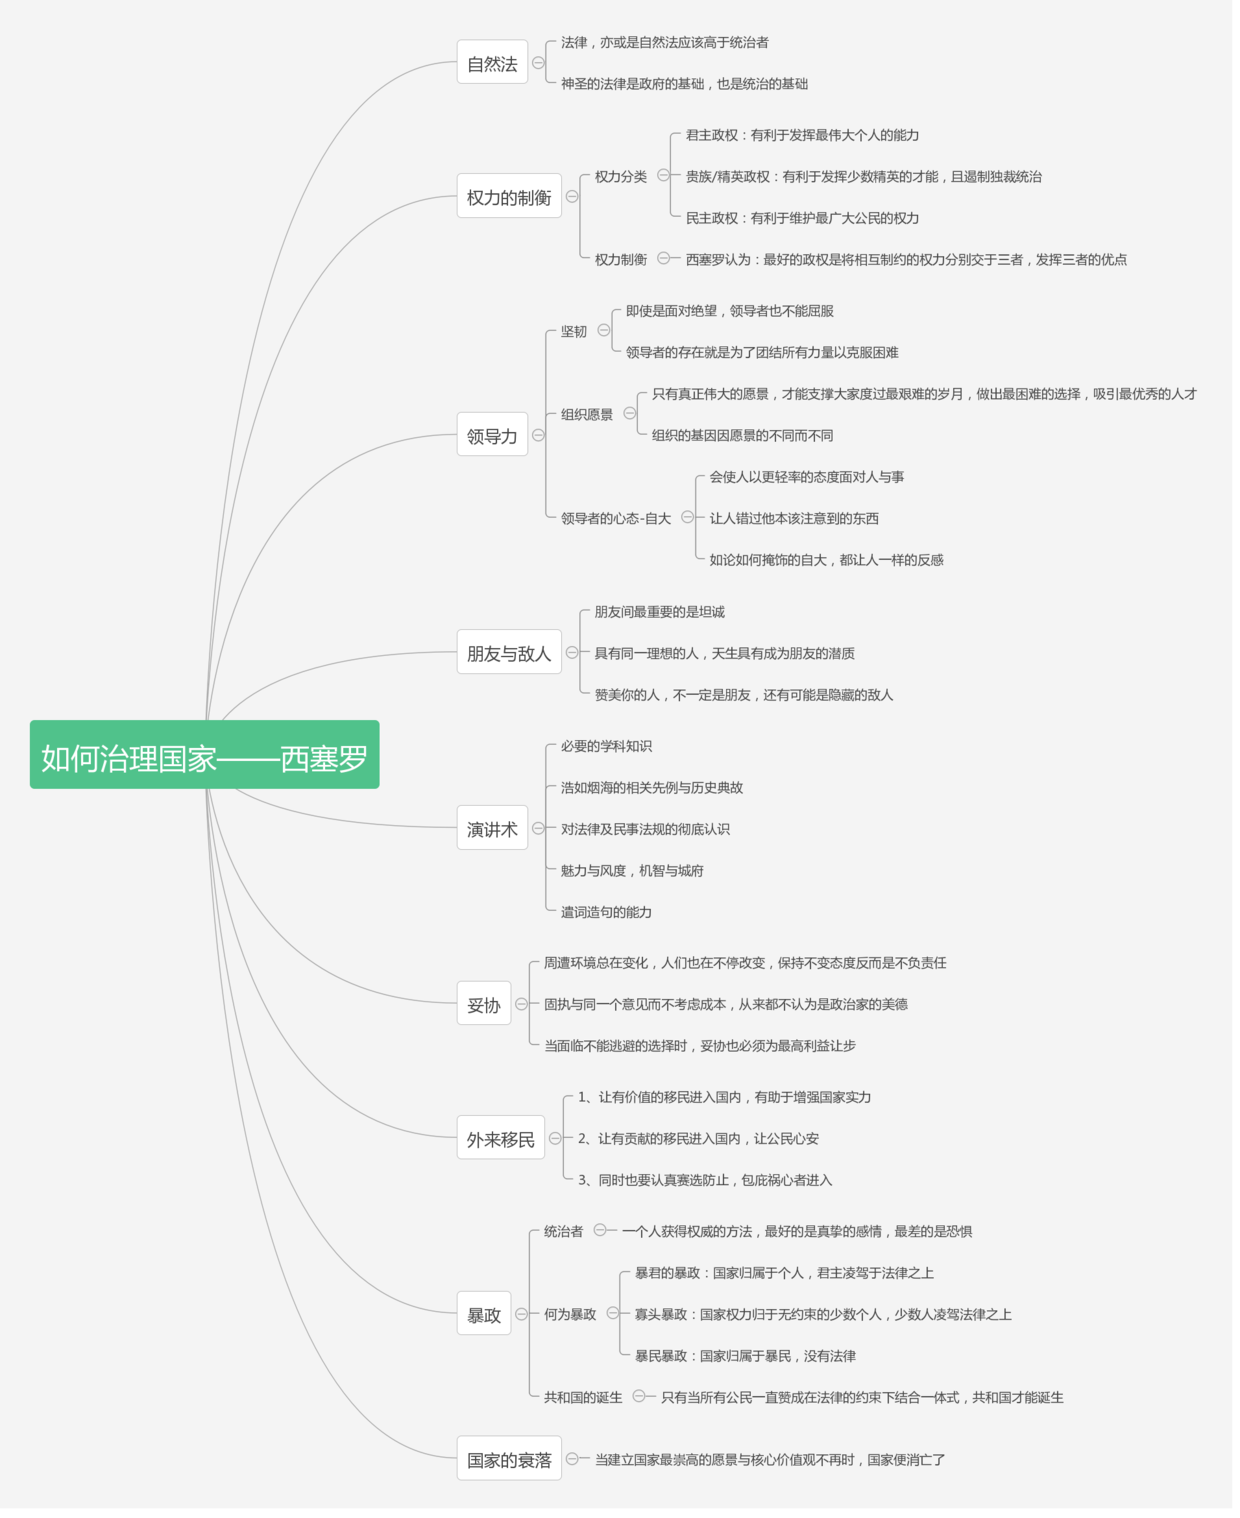 自然法
法律，亦或是自然法应该高于统治者
神圣的法律是政府的基础，也是统治的基础
权力的制衡
权力分类
君主政权：有利于发挥最伟大个人的能力
贵族/精英政权：有利于发挥少数精英的才能，且遏制独裁统治
民主政权：有利于维护最广大公民的权力
权力制衡
西塞罗认为：最好的政权是将相互制约的权力分别交于三者，发挥三者的优点
领导力
坚韧
即使是面对绝望，领导者也不能屈服
领导者的存在就是为了团结所有力量以克服困难
组织愿景
只有真正伟大的愿景，才能支撑大家度过最艰难的岁月，做出最困难的选择，吸引最优秀的人才
组织的基因因愿景的不同而不同
领导者的心态-自大
会使人以更轻率的态度面对人与事
让人错过他本该注意到的东西
如论如何掩饰的自大，都让人一样的反感
朋友与敌人
朋友间最重要的是坦诚
具有同一理想的人，天生具有成为朋友的潜质
赞美你的人，不一定是朋友，还有可能是隐藏的敌人
如何治理国家——西塞罗
演讲术
必要的学科知识
浩如烟海的相关先例与历史典故
对法律及民事法规的彻底认识
魅力与风度，机智与城府
遣词造句的能力
妥协
周遭环境总在变化，人们也在不停改变，保持不变态度反而是不负责任
固执与同一个意见而不考虑成本，从来都不认为是政治家的美德
当面临不能逃避的选择时，妥协也必须为最高利益让步
外来移民
1、让有价值的移民进入国内，有助于增强国家实力
2、让有贡献的移民进入国内，让公民心安
3、同时也要认真赛选防止，包庇祸心者进入
暴政
统治者
一个人获得权威的方法，最好的是真挚的感情，最差的是恐惧
何为暴政
暴君的暴政：国家归属于个人，君主凌驾于法律之上
寡头暴政：国家权力归于无约束的少数个人，少数人凌驾法律之上
暴民暴政：国家归属于暴民，没有法律
共和国的诞生
只有当所有公民一直赞成在法律的约束下结合一体式，共和国才能诞生
国家的衰落
当建立国家最崇高的愿景与核心价值观不再时，国家便消亡了